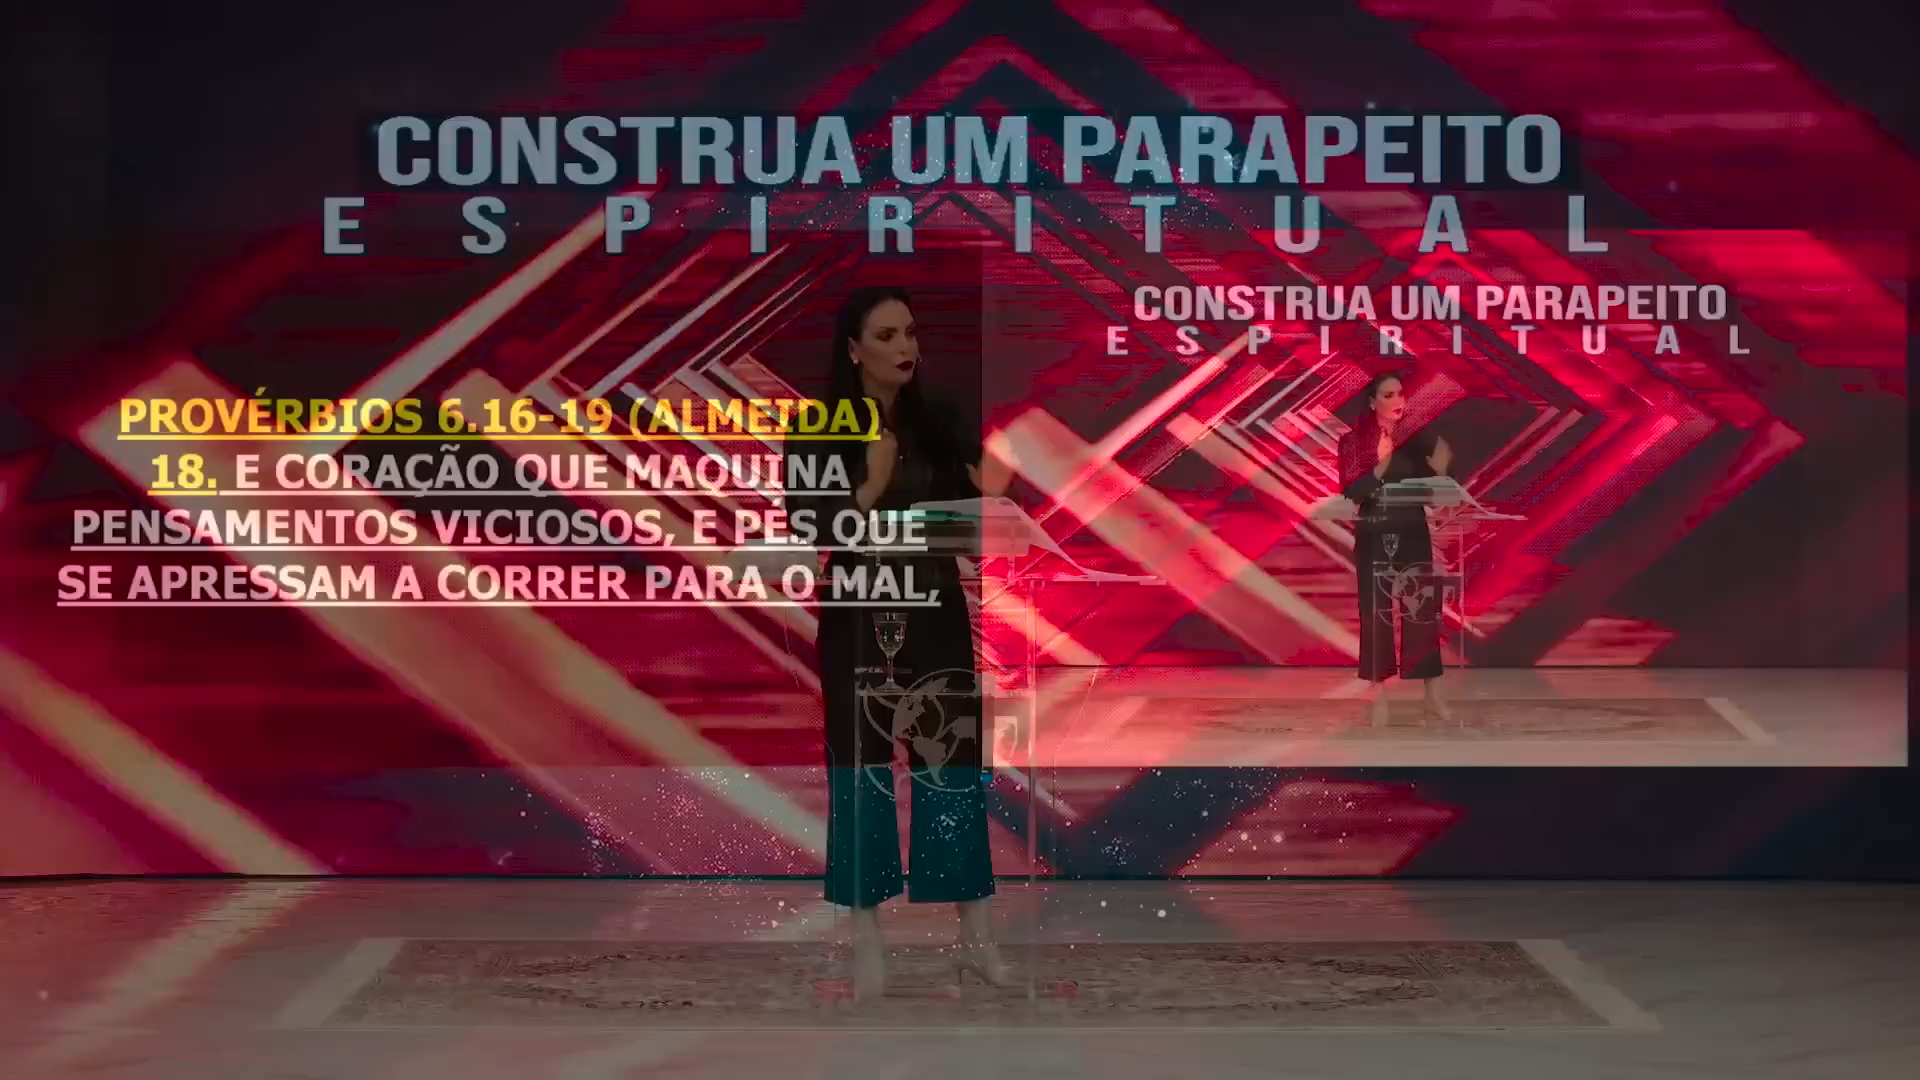 CONSTRUA UM PARAPEITO
ESPIRITUAL
CONSTRUA UM PARAPEITO
ESPIRITUAL
PROVÉRBIOS 6.16-19 (ALMEIDA)
18. E CORAÇÃO QUE MAQUINA
PENSAMENTOS VICIOSOS, E PÉS QUE
SE APRESSAM A CORRER PARA O MAL,